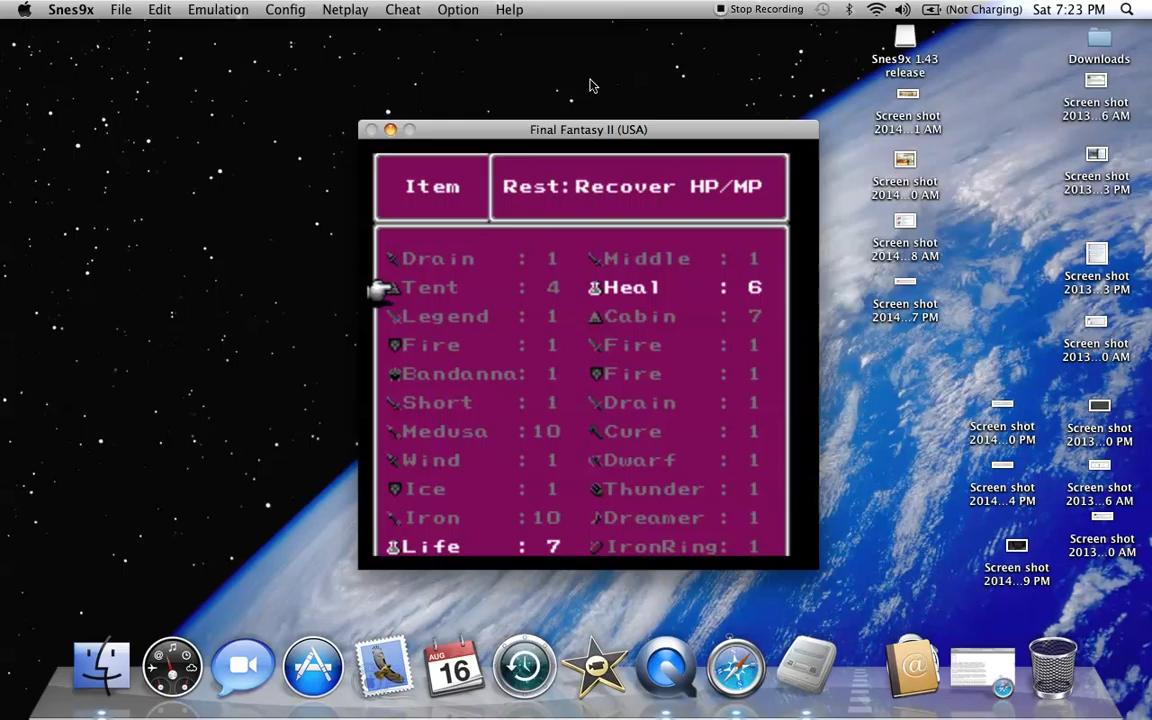 Snes9x File Edit Emulation Config Netplay Cheat Option Help Stop Recording (Not Charging) Sat 7:23 PM
Final Fantasy II (USA)
Item Rest:Recover HP/MP
Drain : 1 Middle : 1
Tent : 4 Heal : 6
Legend : 1 Cabin : 7
Fire : 1 Fire : 1
Bandanna: 1 Fire : 1
Short : 1 Drain : 1
Medusa :10 Cure : 1
Wind : 1 Dwarf : 1
Ice : 1 Thunder : 1
Iron :10 Dreamer : 1
Life : 7 IronRing: 1
Snes9x 1.43
release
Screen shot
2014...1 AM
Screen shot
2014...0 AM
Screen shot
2014...8 AM
Screen shot
2014...7 PM
Downloads
Screen shot
2013...6 AM
Screen shot
2013...3 PM
Screen shot
2013...3 PM
Screen shot
2013...0 AM
Screen shot
2014...0 PM
Screen shot
2013...0 PM
Screen shot
2014...4 PM
Screen shot
2013...6 AM
Screen shot
2013...0 AM
Screen shot
2014...9 PM
AUG
16